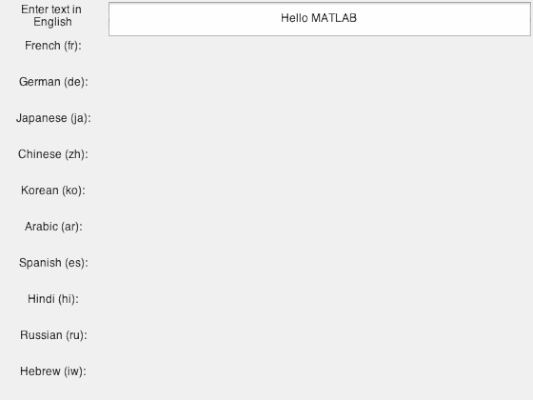 Enter text in
English
Hello MATLAB
French (fr):
German (de):
Japanese (ja):
Chinese (zh):
Korean (ko):
Arabic (ar):
Spanish (es):
Hindi (hi):
Russian (ru):
Hebrew (iw):